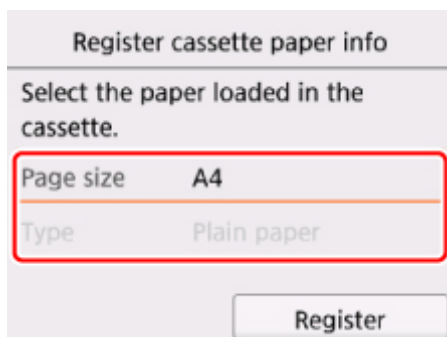 Register cassette paper info
Select the paper loaded in the
cassette.
Page size A4
Type Plain paper
Register